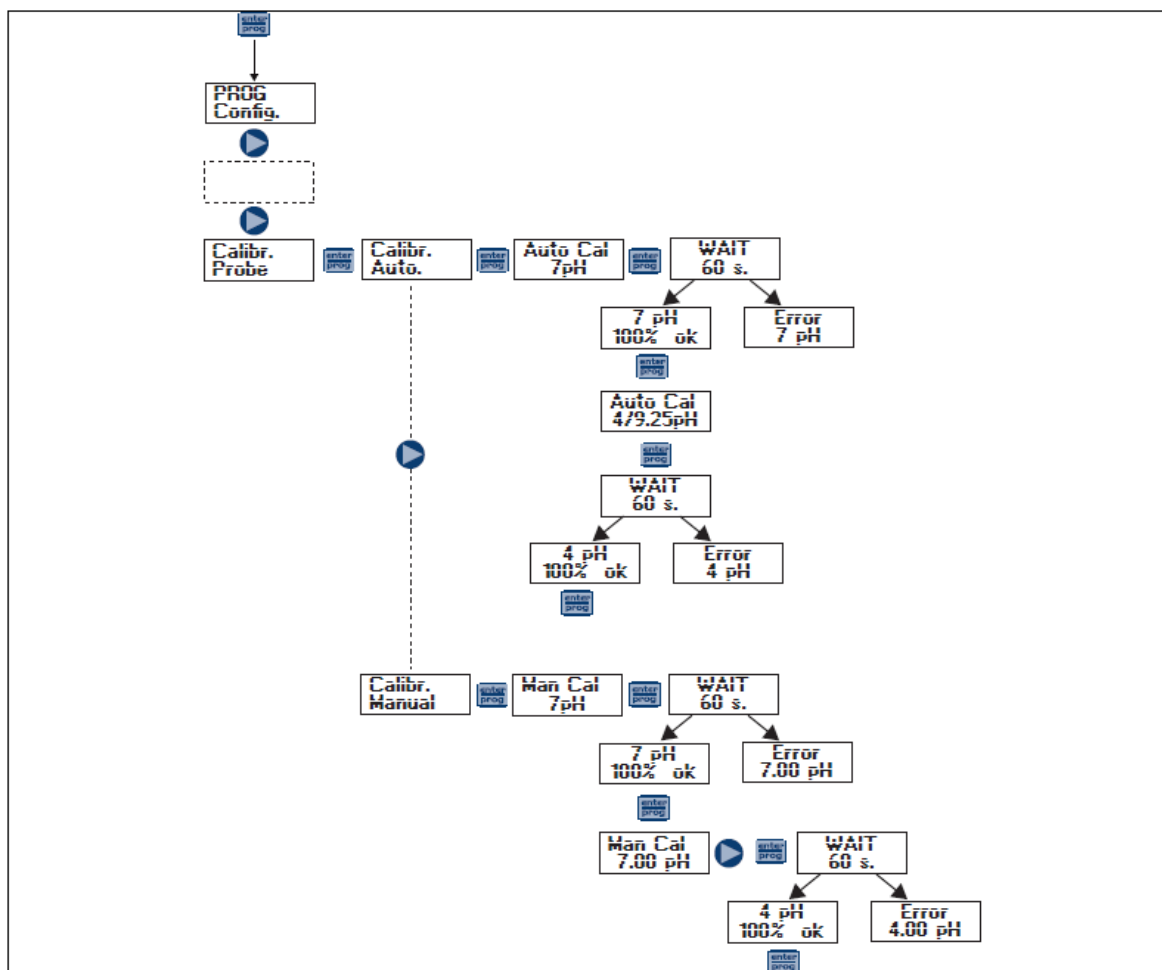 enter
prog
PROG
Config.
Calibr.
Probe
enter
prog
Calibr.
Auto.
enter
prog
Auto Cal
7pH
enter
prog
WAIT
60 s.
7 pH
100% ok
Error
7 pH
enter
prog
Auto Cal
4/9.25pH
enter
prog
WAIT
60 s.
4 pH
100% ok
Error
4 pH
enter
prog
Calibr.
Manual
enter
prog
Man Cal
7pH
enter
prog
WAIT
60 s.
7 pH
100% ok
Error
7.00 pH
enter
prog
Man Cal
7.00 pH
enter
prog
WAIT
60 s.
4 pH
100% ok
Error
4.00 pH
enter
prog